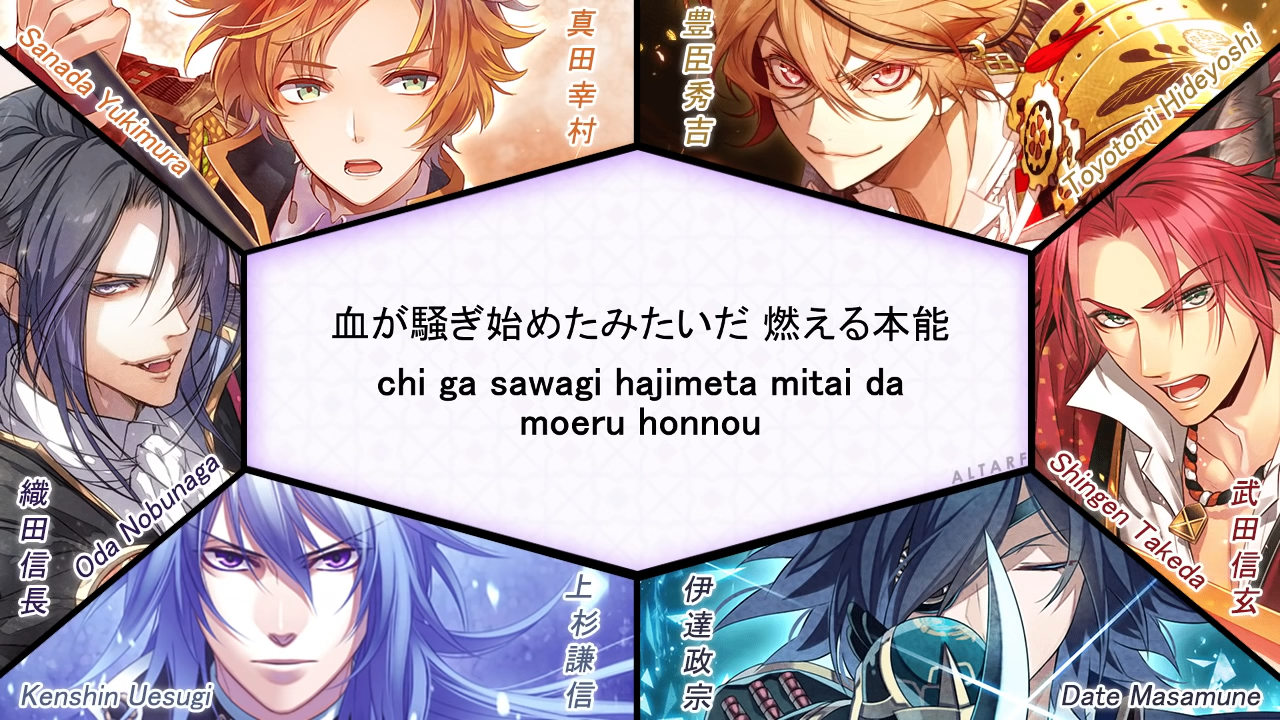 Sanada Yukimura
真田幸村
豊臣秀吉
Toyotomi Hideyoshi
血が騒ぎ始めたみたいだ 燃える本能
chi ga sawagi hajimeta mitai da
moeru honnou
ALTARF
織田信長
Oda Nobunaga
Shingen Takeda
武田信玄
Kenshin Uesugi
上杉謙信
伊達政宗
Date Masamune